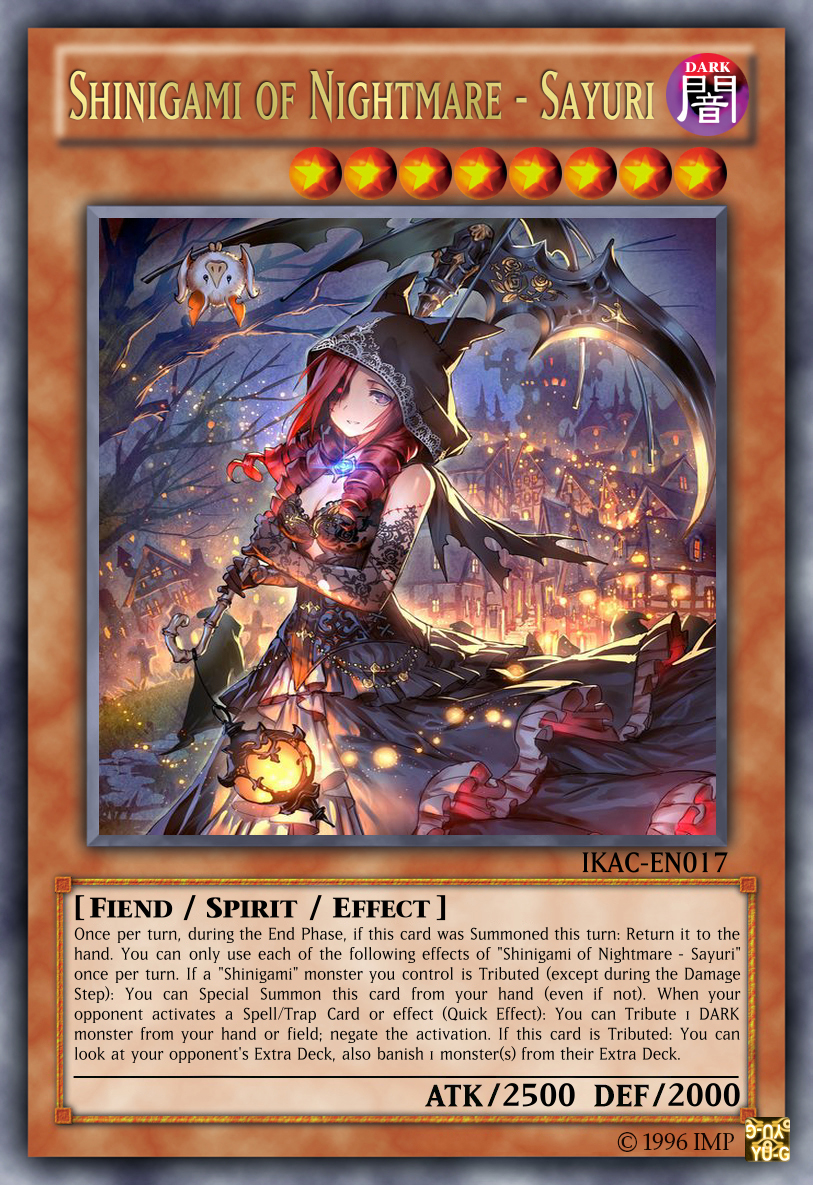 Shinigami of Nightmare - Sayuri
DARK
闇
IKAC-EN017
[ Fiend / Spirit / Effect ]
Once per turn, during the End Phase, if this card was Summoned this turn: Return it to the
hand. You can only use each of the following effects of "Shinigami of Nightmare - Sayuri"
once per turn. If a "Shinigami" monster you control is Tributed (except during the Damage
Step): You can Special Summon this card from your hand (even if not). When your
opponent activates a Spell/Trap Card or effect (Quick Effect): You can Tribute 1 DARK
monster from your hand or field; negate the activation. If this card is Tributed: You can
look at your opponent's Extra Deck, also banish 1 monster(s) from their Extra Deck.
ATK/2500 DEF/2000
© 1996 IMP